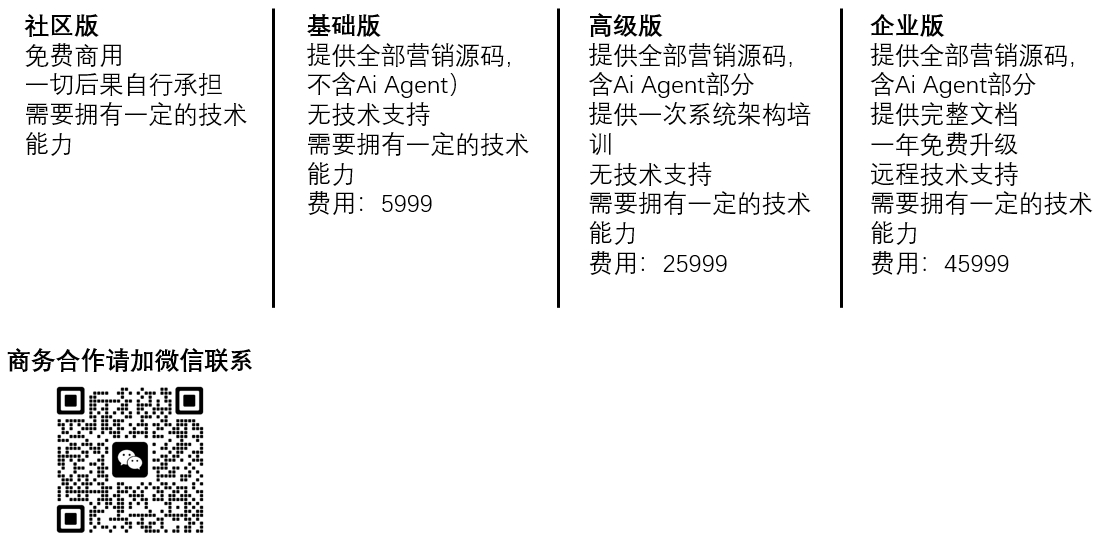 社区版
免费商用
一切后果自行承担
需要拥有一定的技术
能力
基础版
提供全部营销源码，
不含Ai Agent）
无技术支持
需要拥有一定的技术
能力
费用：5999
高级版
提供全部营销源码，
含Ai Agent部分
提供一次系统架构培
训
无技术支持
需要拥有一定的技术
能力
费用：25999
企业版
提供全部营销源码，
含Ai Agent部分
提供完整文档
一年免费升级
远程技术支持
需要拥有一定的技术
能力
费用：45999
商务合作请加微信联系